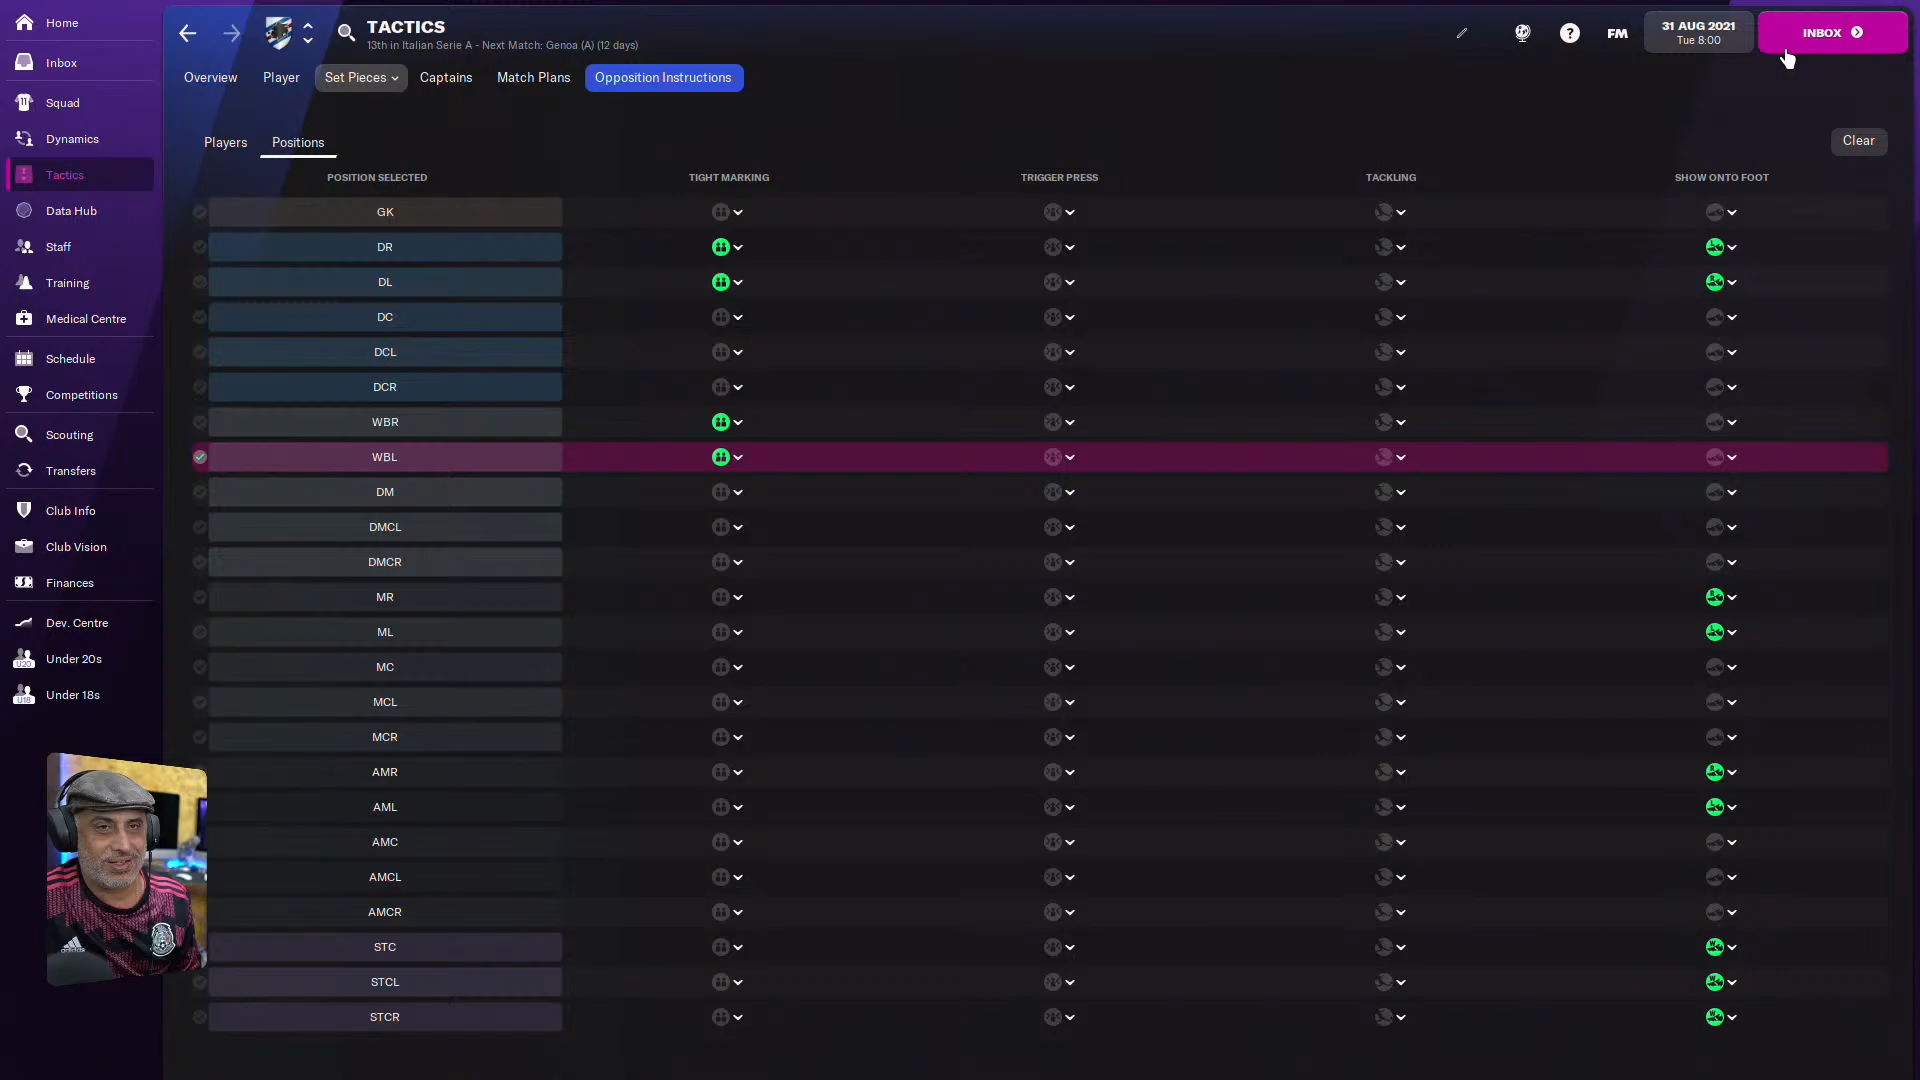 Home
Inbox
Squad
Dynamics
Tactics
Data Hub
Staff
Training
Medical Centre
Schedule
Competitions
Scouting
Transfers
Club Info
Club Vision
Finances
Dev. Centre
U20 Under 20s
U18 Under 18s
TACTICS
13th in Italian Serie A - Next Match: Genoa (A) (12 days)
FM
31 AUG 2021
Tue 8:00
INBOX
Overview Player Set Pieces Captains Match Plans Opposition Instructions
Players Positions Clear
POSITION SELECTED TIGHT MARKING TRIGGER PRESS TACKLING SHOW ONTO FOOT
GK
DR L
DL R
DC
DCL
DCR
WBR
WBL
DM
DMCL
DMCR
MR R
ML L
MC
MCL
MCR
AMR R
AML L
AMC
AMCL
AMCR
STC W
STCL W
STCR W
adidas